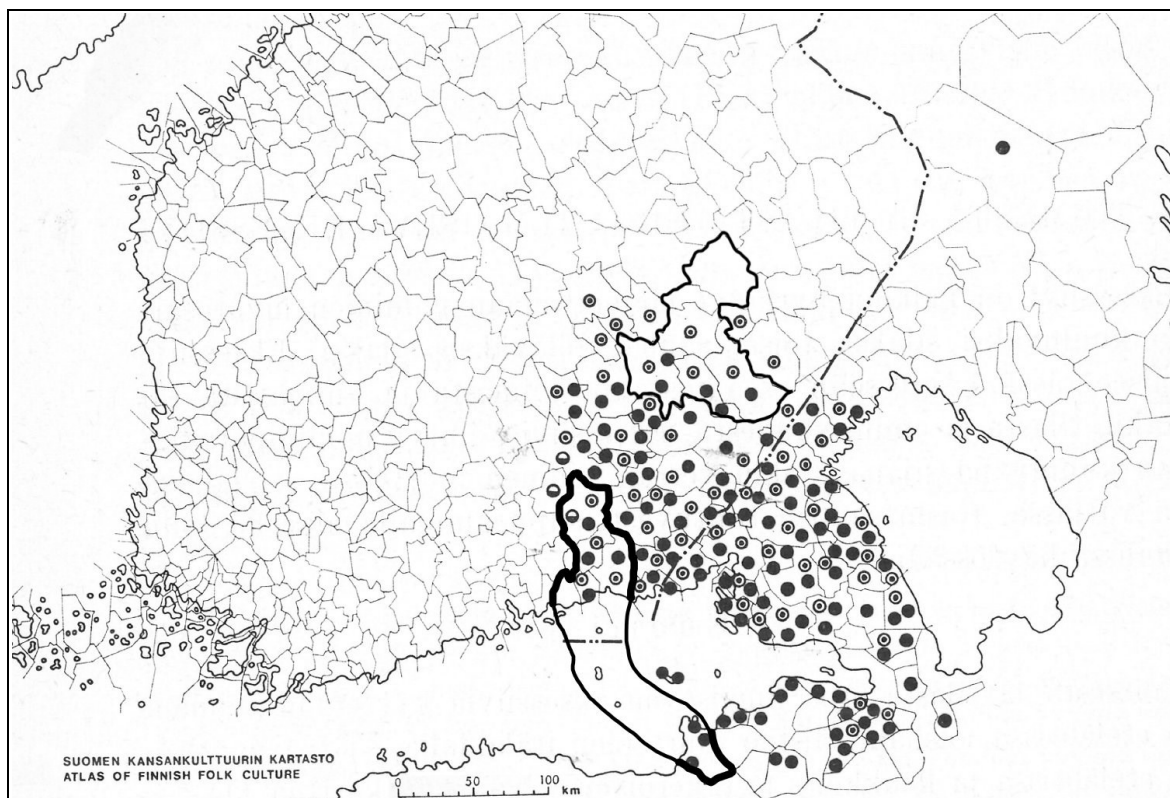 SUOMEN KANSANKULTTUURIN KARTASTO
ATLAS OF FINNISH FOLK CULTURE
0 50 100
km